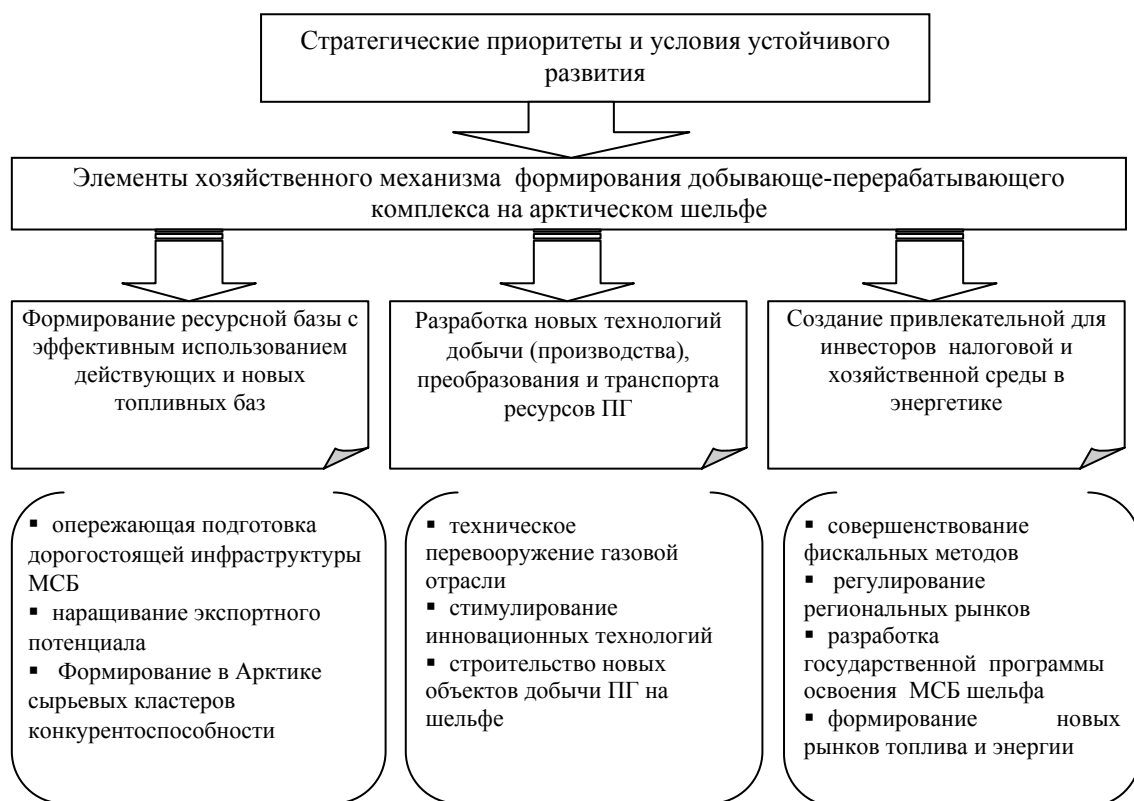 Стратегические приоритеты и условия устойчивого
развития
Элементы хозяйственного механизма формирования добывающе-перерабатывающего
комплекса на арктическом шельфе
Формирование ресурсной базы с
эффективным использованием
действующих и новых
топливных баз
Разработка новых технологий
добычи (производства),
преобразования и транспорта
ресурсов ПГ
Создание привлекательной для
инвесторов налоговой и
хозяйственной среды в
энергетике
▪ опережающая подготовка
дорогостоящей инфраструктуры
МСБ
▪ наращивание экспортного
потенциала
▪ Формирование в Арктике
сырьевых кластеров
конкурентоспособности
▪ техническое
перевооружение газовой
отрасли
▪ стимулирование
инновационных технологий
▪ строительство новых
объектов добычи ПГ на
шельфе
▪ совершенствование
фискальных методов
▪ регулирование
региональных рынков
▪ разработка
государственной программы
освоения МСБ шельфа
▪ формирование новых
рынков топлива и энергии